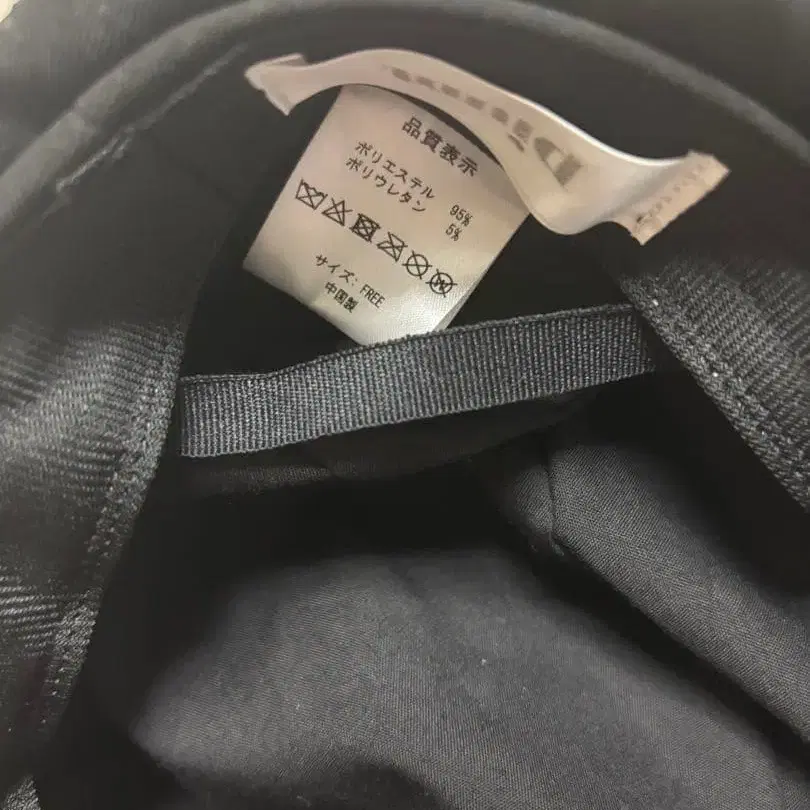 品質表示
ポリエステル 95%
ポリウレタン 5%
サイズ：FREE
中国製